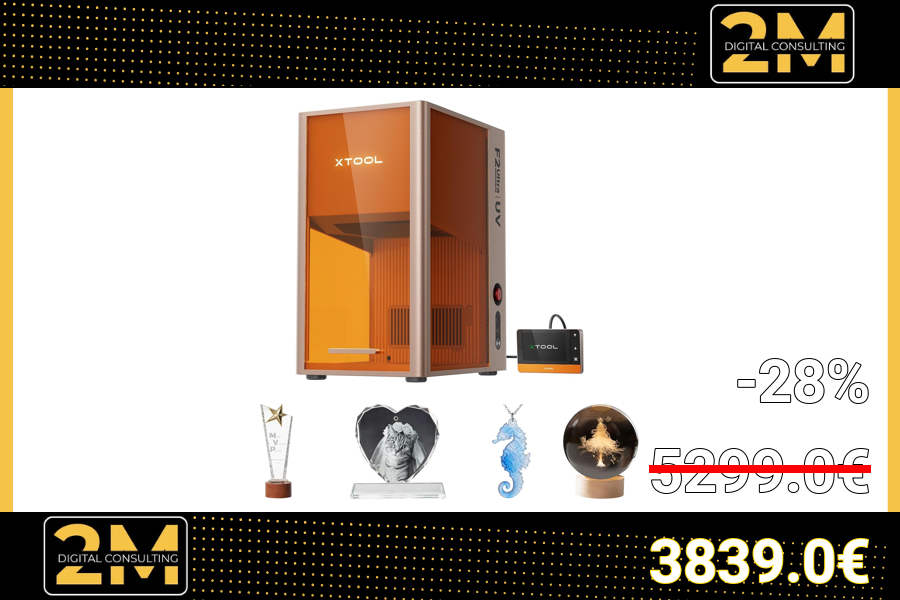 2M
DIGITAL CONSULTING
XTOOL
F2 Ultra UV
XTOOL
M.
V.
P.
-28%
5299.0€
2M
DIGITAL CONSULTING
3839.0€